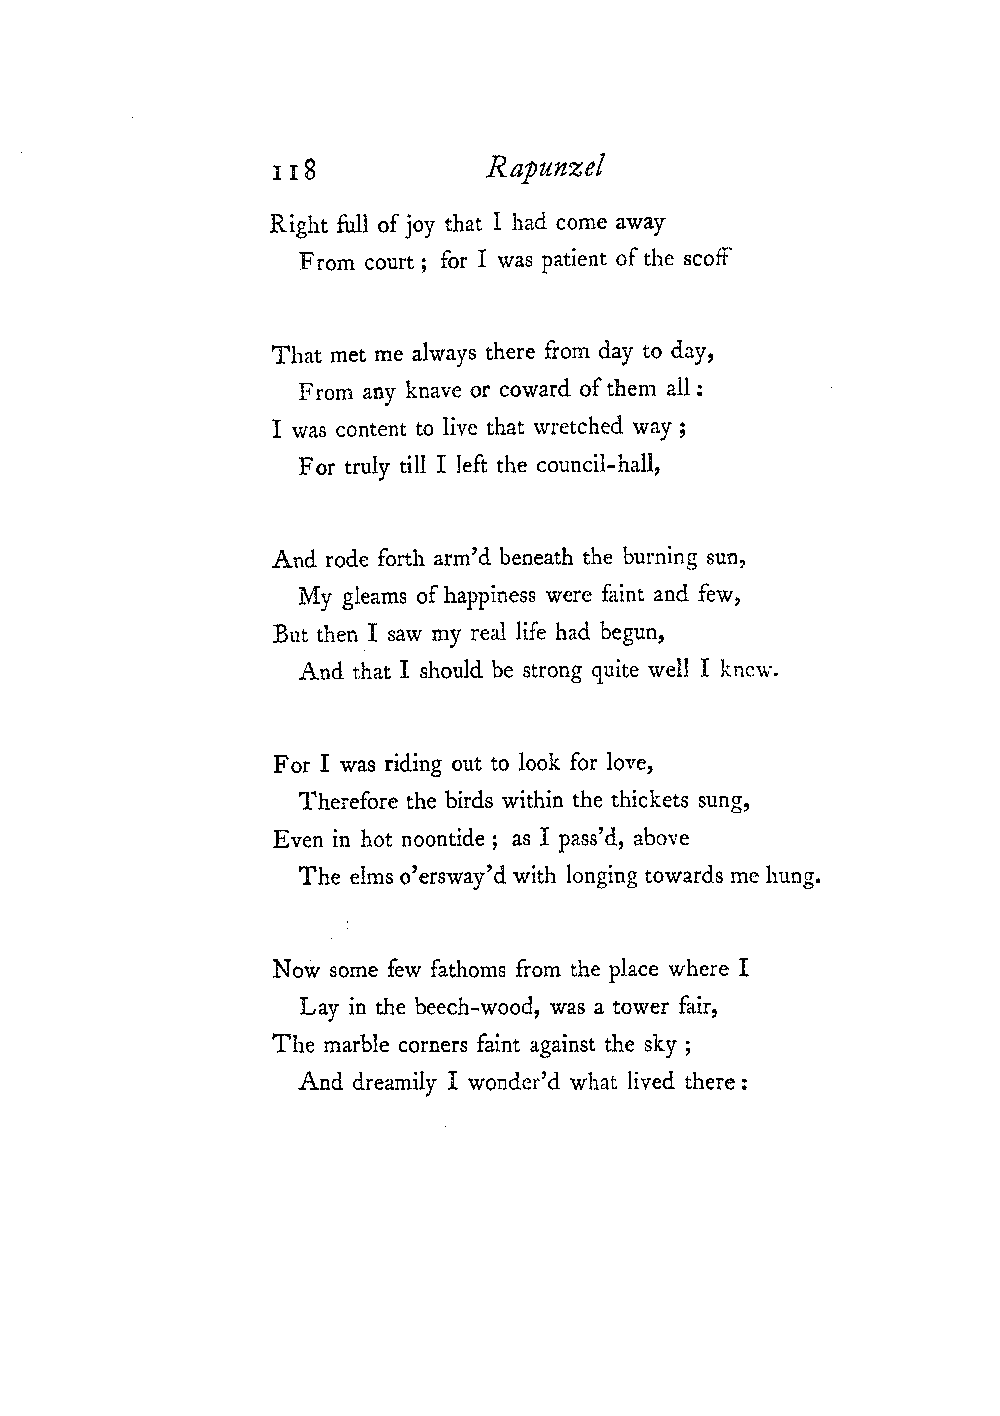 118 Rapunzel
Right full of joy that I had come away
From court ; for I was patient of the scoff
That met me always there from day to day,
From any knave or coward of them all :
I was content to live that wretched way ;
For truly till I left the council-hall,
And rode forth arm'd beneath the burning sun,
My gleams of happiness were faint and few,
But then I saw my real life had begun,
And that I should be strong quite well I knew.
For I was riding out to look for love,
Therefore the birds within the thickets sung,
Even in hot noontide ; as I pass'd, above
The elms o'ersway'd with longing towards me hung.
Now some few fathoms from the place where I
Lay in the beech-wood, was a tower fair,
The marble corners faint against the sky ;
And dreamily I wonder'd what lived there :